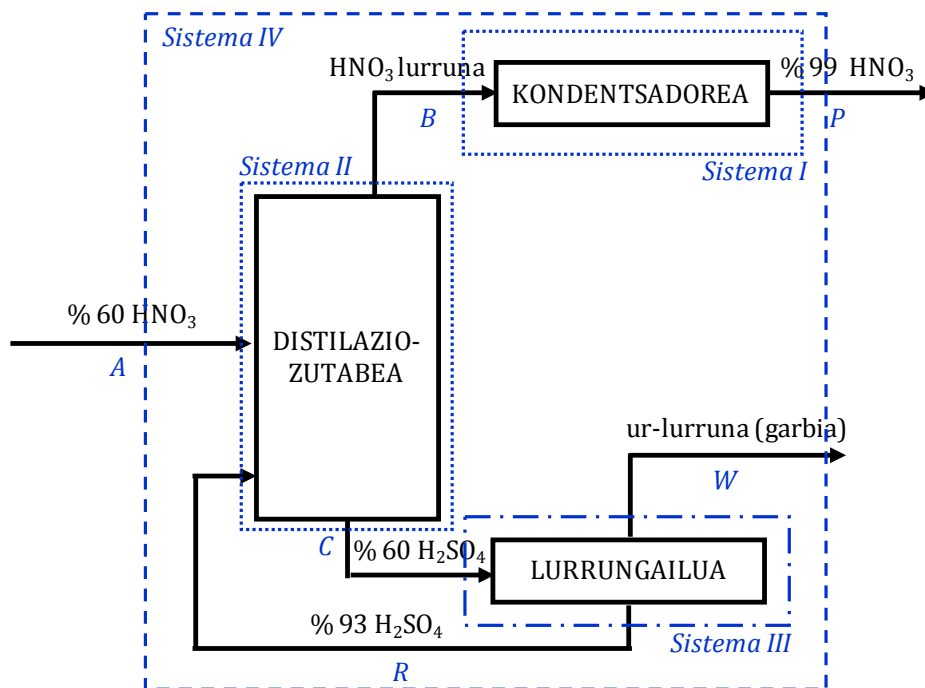 Sistema IV
HNO₃ lurruna
KONDENTSADOREA
% 99 HNO₃
B
P
Sistema II
Sistema I
% 60 HNO₃
A
DISTILAZIO-
ZUTABEA
ur-lurruna (garbia)
W
C
% 60 H₂SO₄
LURRUNGAILUA
% 93 H₂SO₄
Sistema III
R